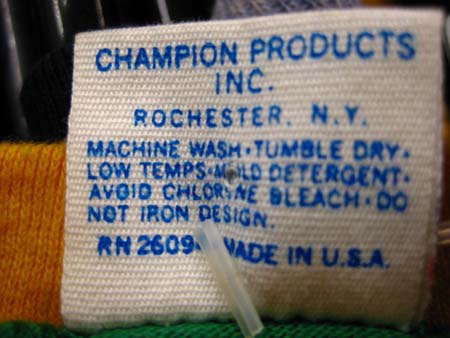 CHAMPION PRODUCTS
INC.
ROCHESTER, N.Y.
MACHINE WASH·TUMBLE DRY·
LOW TEMPS·MILD DETERGENT·
AVOID CHLORINE BLEACH·DO
NOT IRON DESIGN.
RN 2609 MADE IN U.S.A.